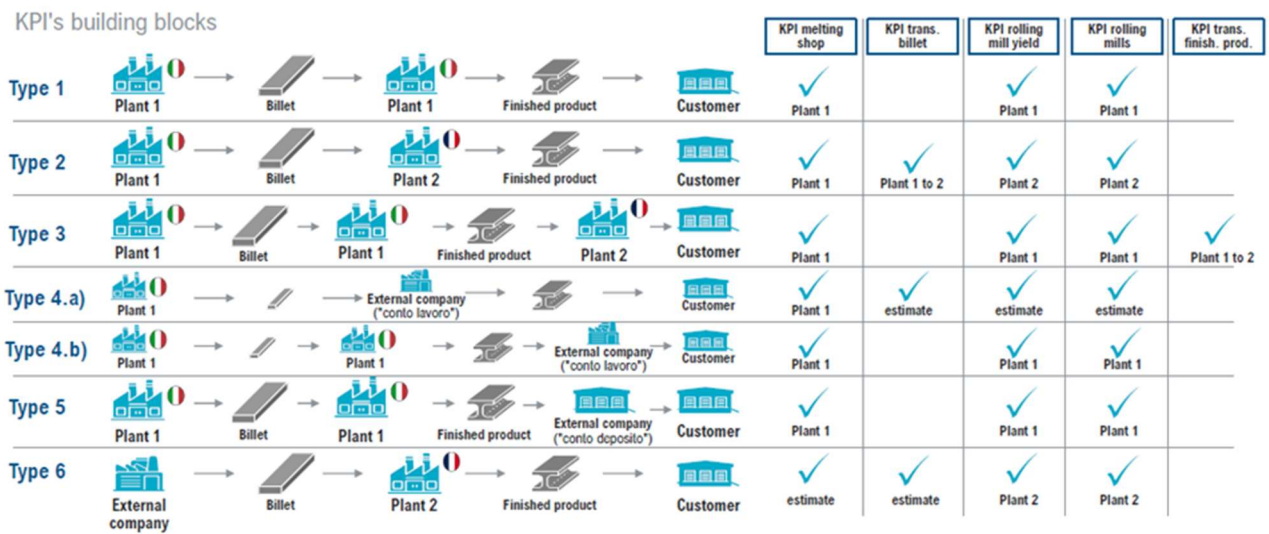 KPI's building blocks
KPI melting
shop
KPI trans.
billet
KPI rolling
mill yield
KPI rolling
mills
KPI trans.
finish. prod.
Type 1
Plant 1
Billet
Plant 1
Finished product
Customer
Plant 1
Plant 1
Plant 1
Type 2
Plant 1
Billet
Plant 2
Finished product
Customer
Plant 1
Plant 1 to 2
Plant 2
Plant 2
Type 3
Plant 1
Billet
Plant 1
Finished product
Plant 2
Customer
Plant 1
Plant 1
Plant 1
Plant 1 to 2
Type 4.a)
Plant 1
External company
("conto lavoro")
Customer
Plant 1
estimate
estimate
estimate
Type 4.b)
Plant 1
Plant 1
External company
("conto lavoro")
Customer
Plant 1
Plant 1
Plant 1
Type 5
Plant 1
Billet
Plant 1
Finished product
External company
("conto deposito")
Customer
Plant 1
Plant 1
Plant 1
Type 6
External
company
Billet
Plant 2
Finished product
Customer
estimate
estimate
Plant 2
Plant 2